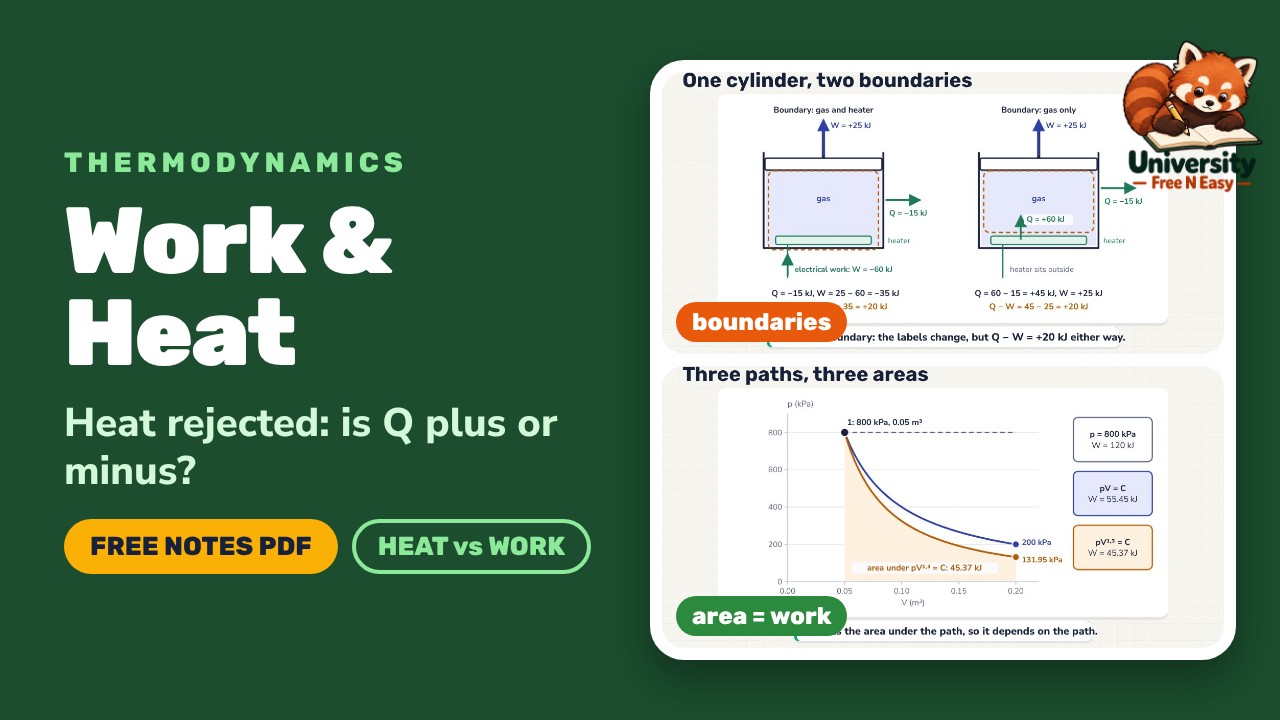 THERMODYNAMICS
Work &
Heat
Heat rejected: is Q plus or
minus?
FREE NOTES PDF
HEAT vs WORK
University
Free N Easy
One cylinder, two boundaries
Boundary: gas and heater
W = +25 kJ
gas
Q = −15 kJ
heater
electrical work: W = −60 kJ
Q = −15 kJ, W = 25 − 60 = −35 kJ
35 = +20 kJ
Boundary: gas only
W = +25 kJ
gas
Q = −15 kJ
Q = +60 kJ
heater
heater sits outside
Q = 60 − 15 = +45 kJ, W = +25 kJ
Q − W = 45 − 25 = +20 kJ
boundaries
the labels change, but Q − W = +20 kJ either way.
Three paths, three areas
p (kPa)
1: 800 kPa, 0.05 m³
800
600
400
200
0
0.00 0.05 0.10 0.15 0.20
V (m³)
200 kPa
131.95 kPa
area under pV¹·³ = C: 45.37 kJ
p = 800 kPa
W = 120 kJ
pV = C
W = 55.45 kJ
pV¹·³ = C
W = 45.37 kJ
area = work
the area under the path, so it depends on the path.